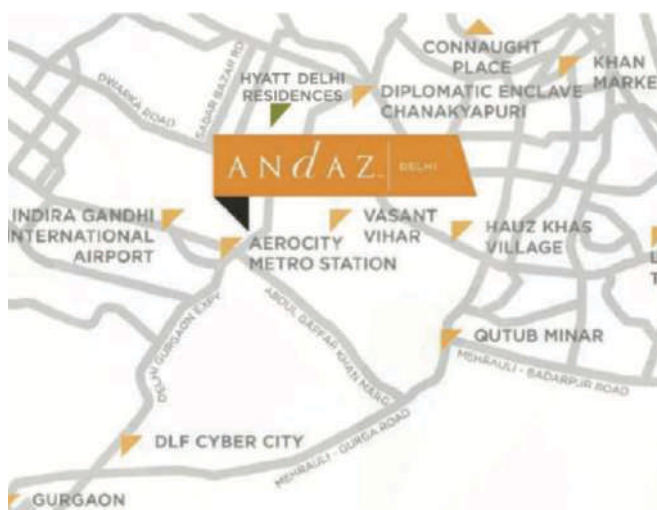 CONNAUGHT
PLACE
KHAN
MARKE
HYATT DELHI
RESIDENCES
DIPLOMATIC ENCLAVE
CHANAKYAPURI
DWARKA ROAD
SADAR BAZAR RD
ANdAZ
DELHI
INDIRA GANDHI
INTERNATIONAL
AIRPORT
AEROCITY
METRO STATION
VASANT
VIHAR
HAUZ KHAS
VILLAGE
L
T
DELHI GURGAON EXPY
ABDUL GAFFAR KHAN MARG
QUTUB MINAR
MEHRAULI - BADARPUR ROAD
DLF CYBER CITY
MEHRAULI - GURGA ROAD
GURGAON